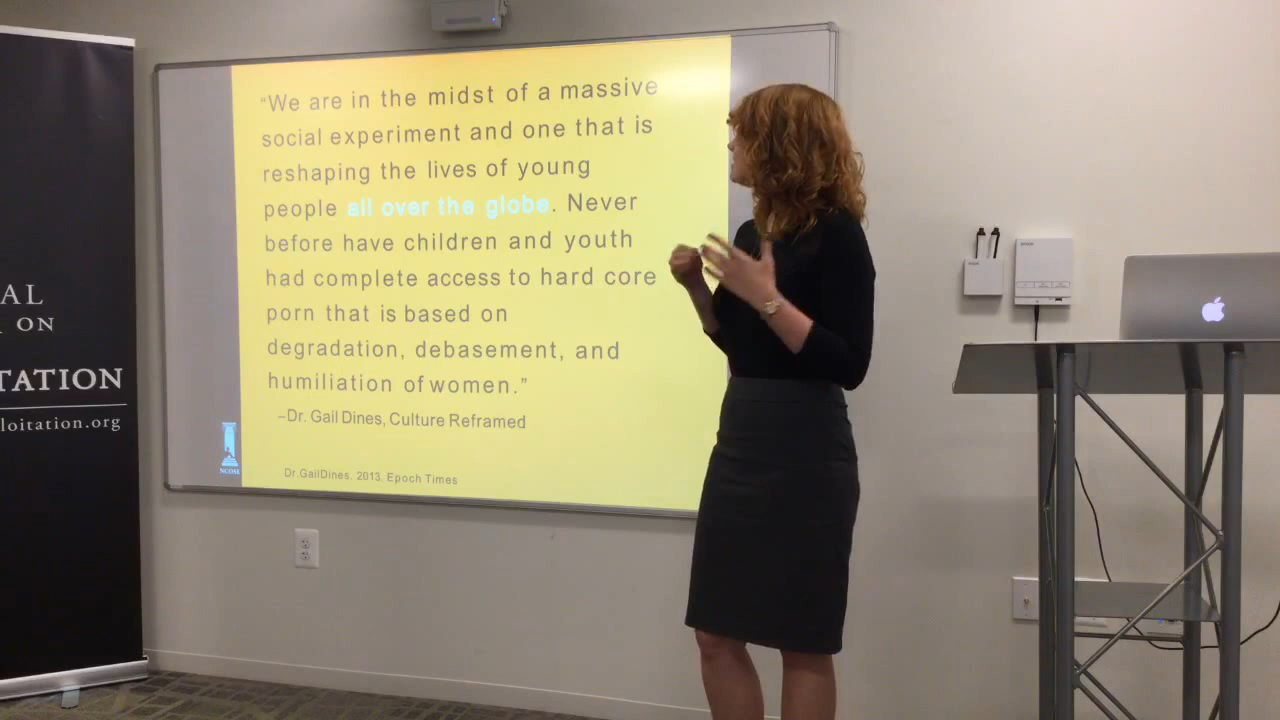 AL
ON
TATION
loitation.org
“We are in the midst of a massive
social experiment and one that is
reshaping the lives of young
people all over the globe. Never
before have children and youth
had complete access to hard core
porn that is based on
degradation, debasement, and
humiliation of women.”
–Dr. Gail Dines, Culture Reframed
NCOSE
Dr.GailDines. 2013. Epoch Times